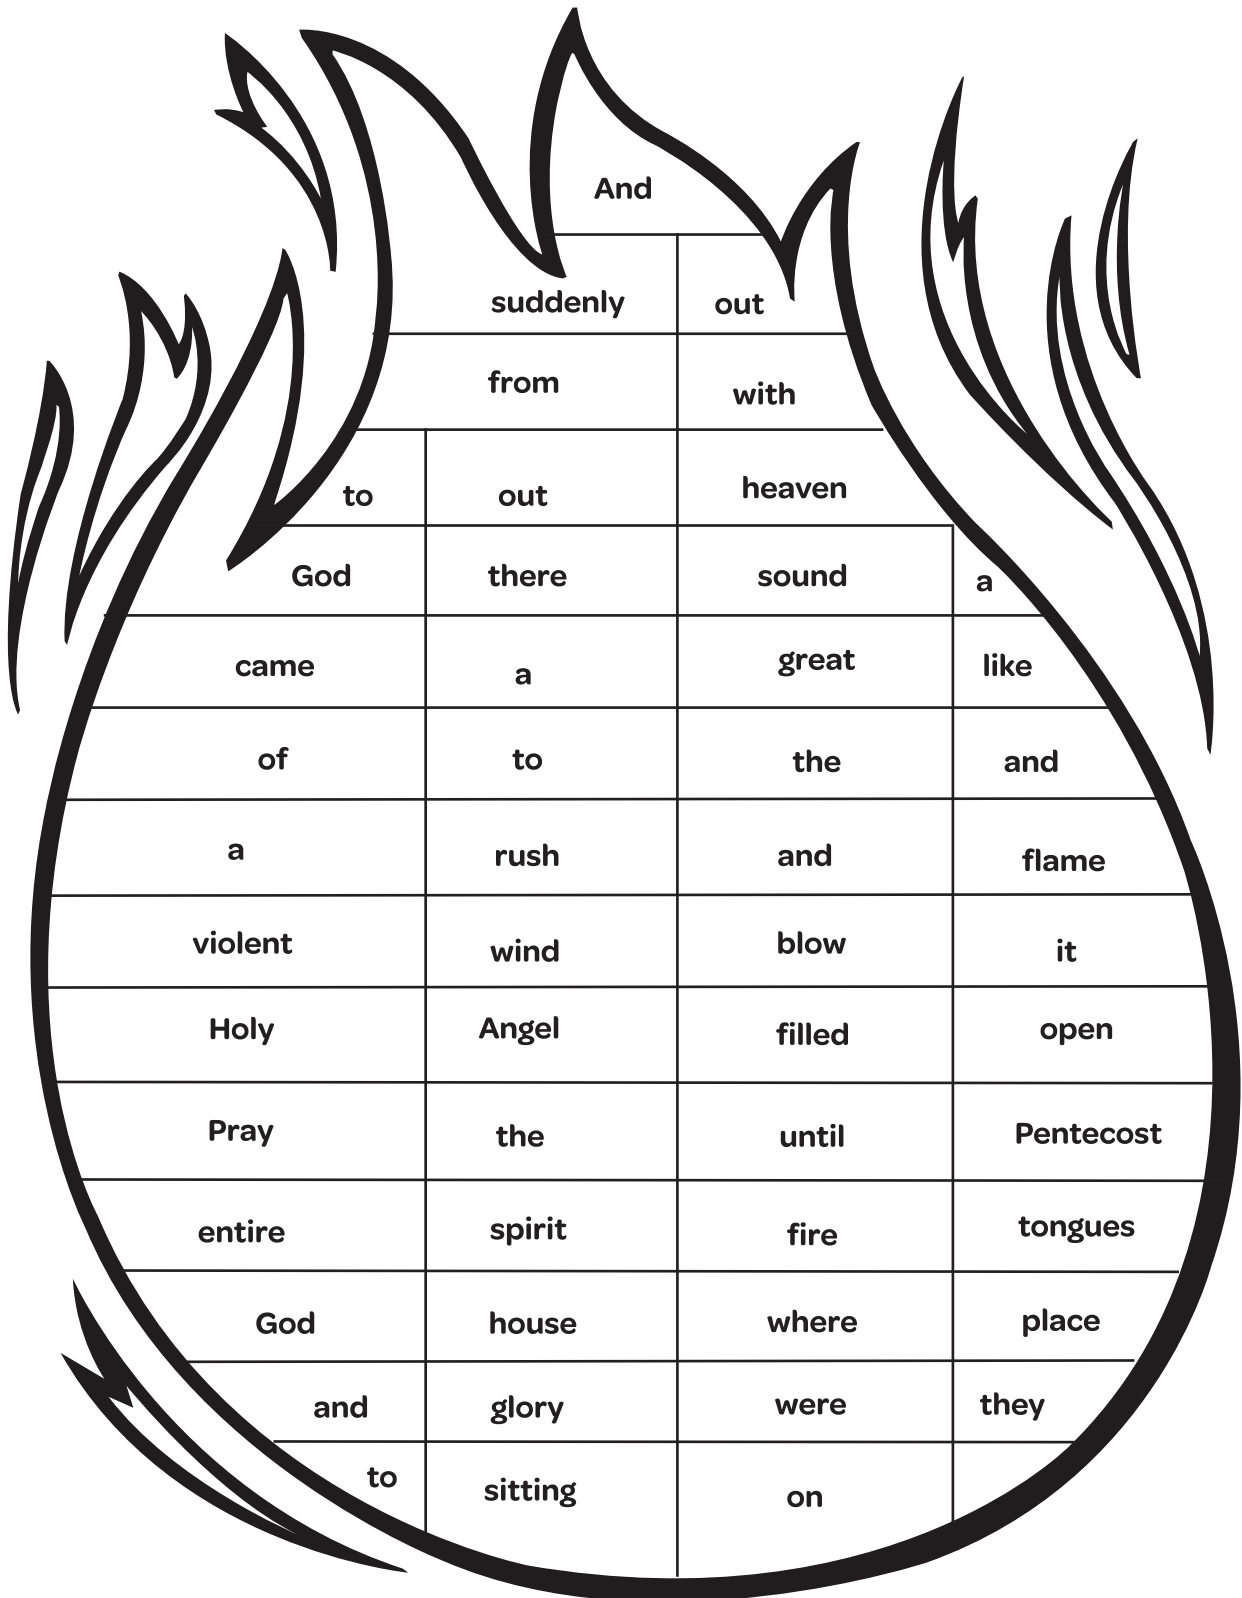 And
suddenly out
from with
to out heaven
God there sound a
came a great like
of to the and
a rush and flame
violent wind blow it
Holy Angel filled open
Pray the until Pentecost
entire spirit fire tongues
God house where place
and glory were they
to sitting on